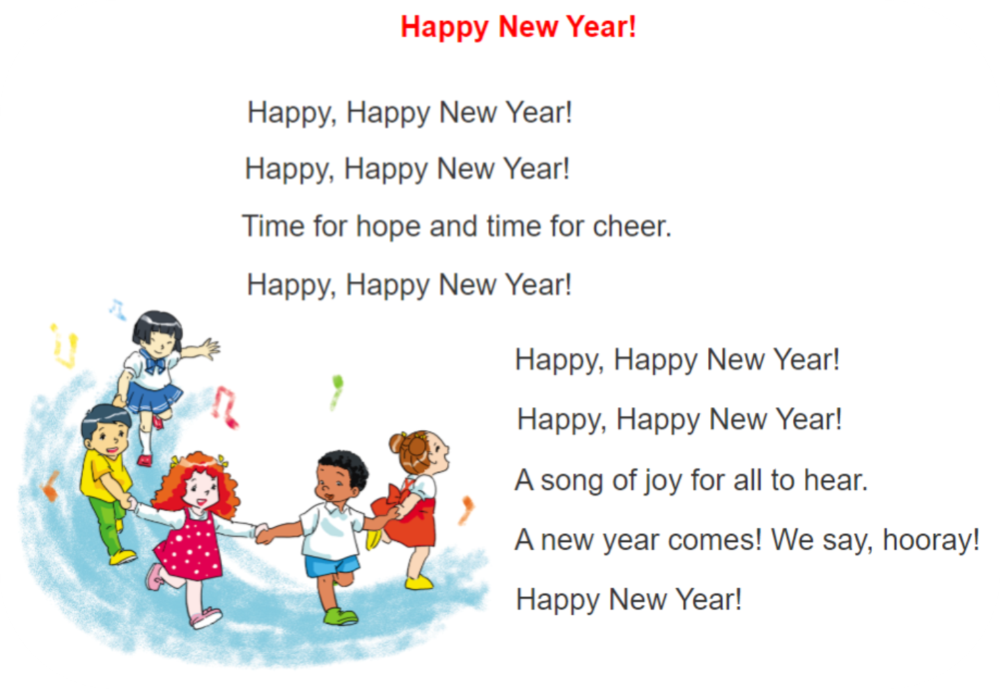 Happy New Year!
Happy, Happy New Year!
Happy, Happy New Year!
Time for hope and time for cheer.
Happy, Happy New Year!
Happy, Happy New Year!
Happy, Happy New Year!
A song of joy for all to hear.
A new year comes! We say, hooray!
Happy New Year!